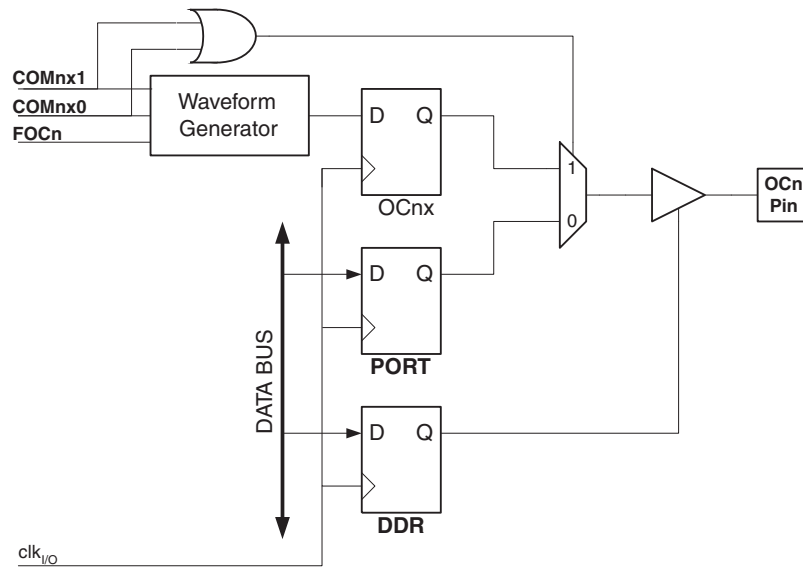 COMnx1
COMnx0
FOCn
Waveform
Generator
D Q
OCnx
1
0
OCn
Pin
D Q
PORT
D Q
DDR
DATA BUS
clkI/O